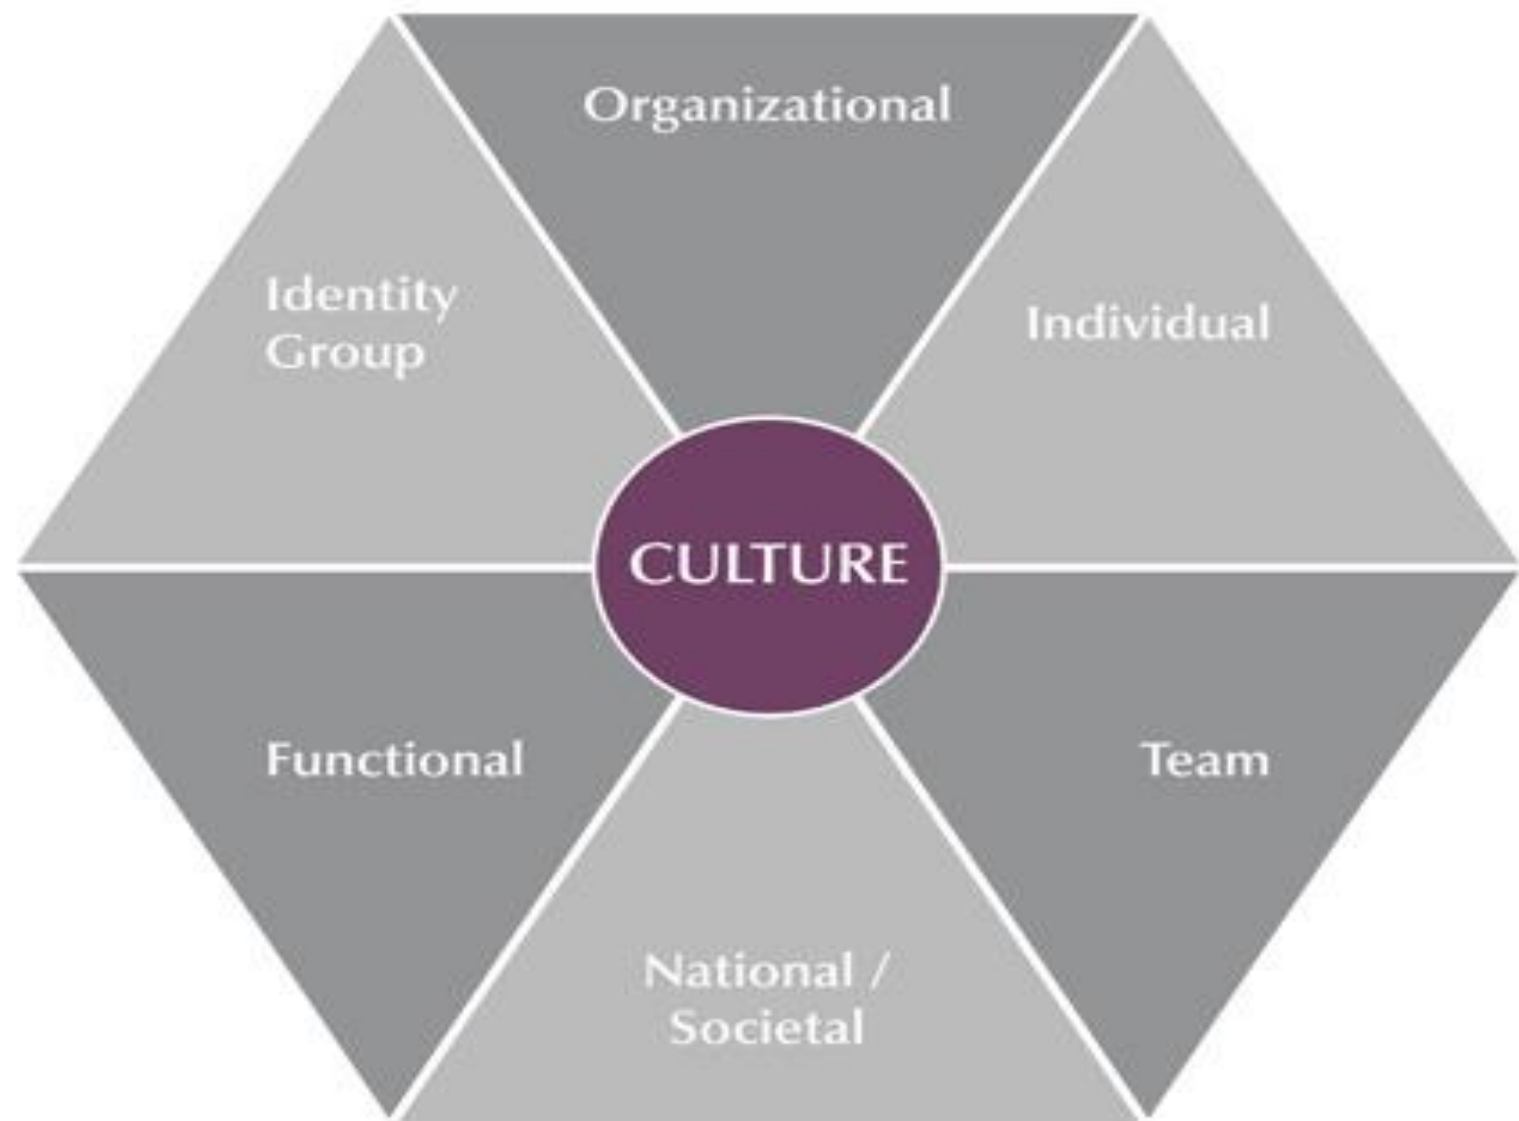 Organizational
Identity
Group
Individual
CULTURE
Functional
Team
National /
Societal